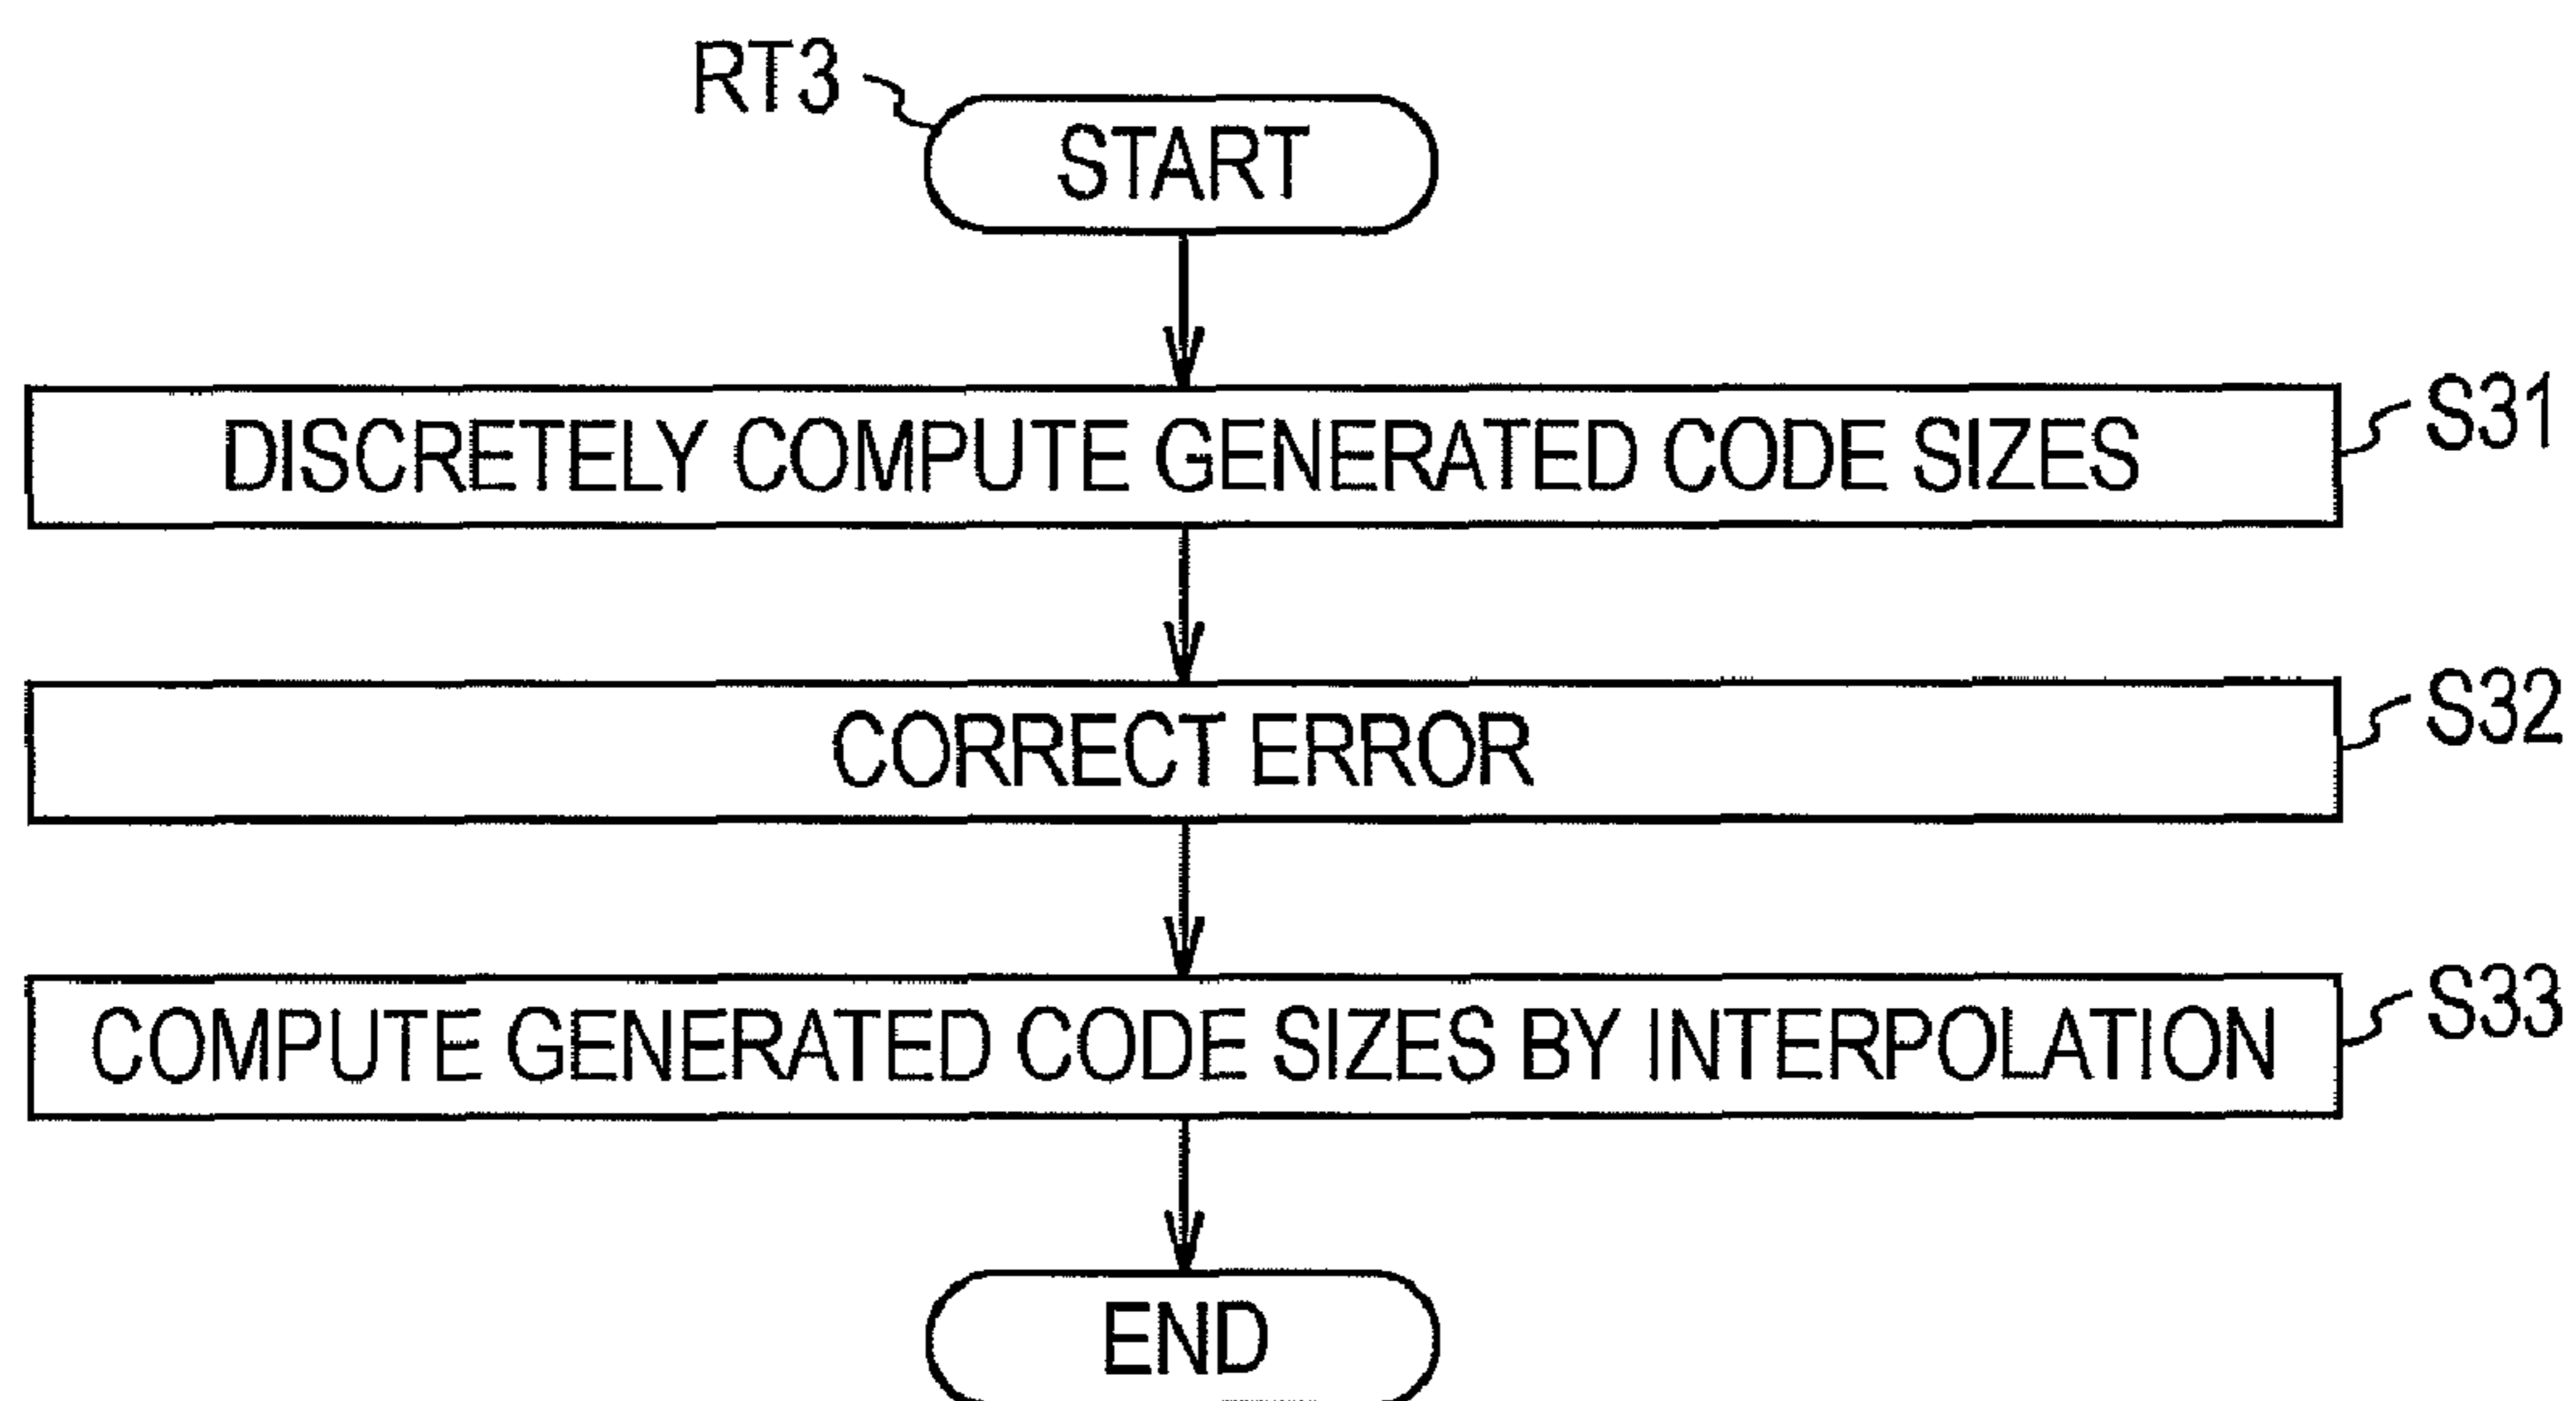 RT3
START
DISCRETELY COMPUTE GENERATED CODE SIZES
S31
CORRECT ERROR
S32
COMPUTE GENERATED CODE SIZES BY INTERPOLATION
S33
END